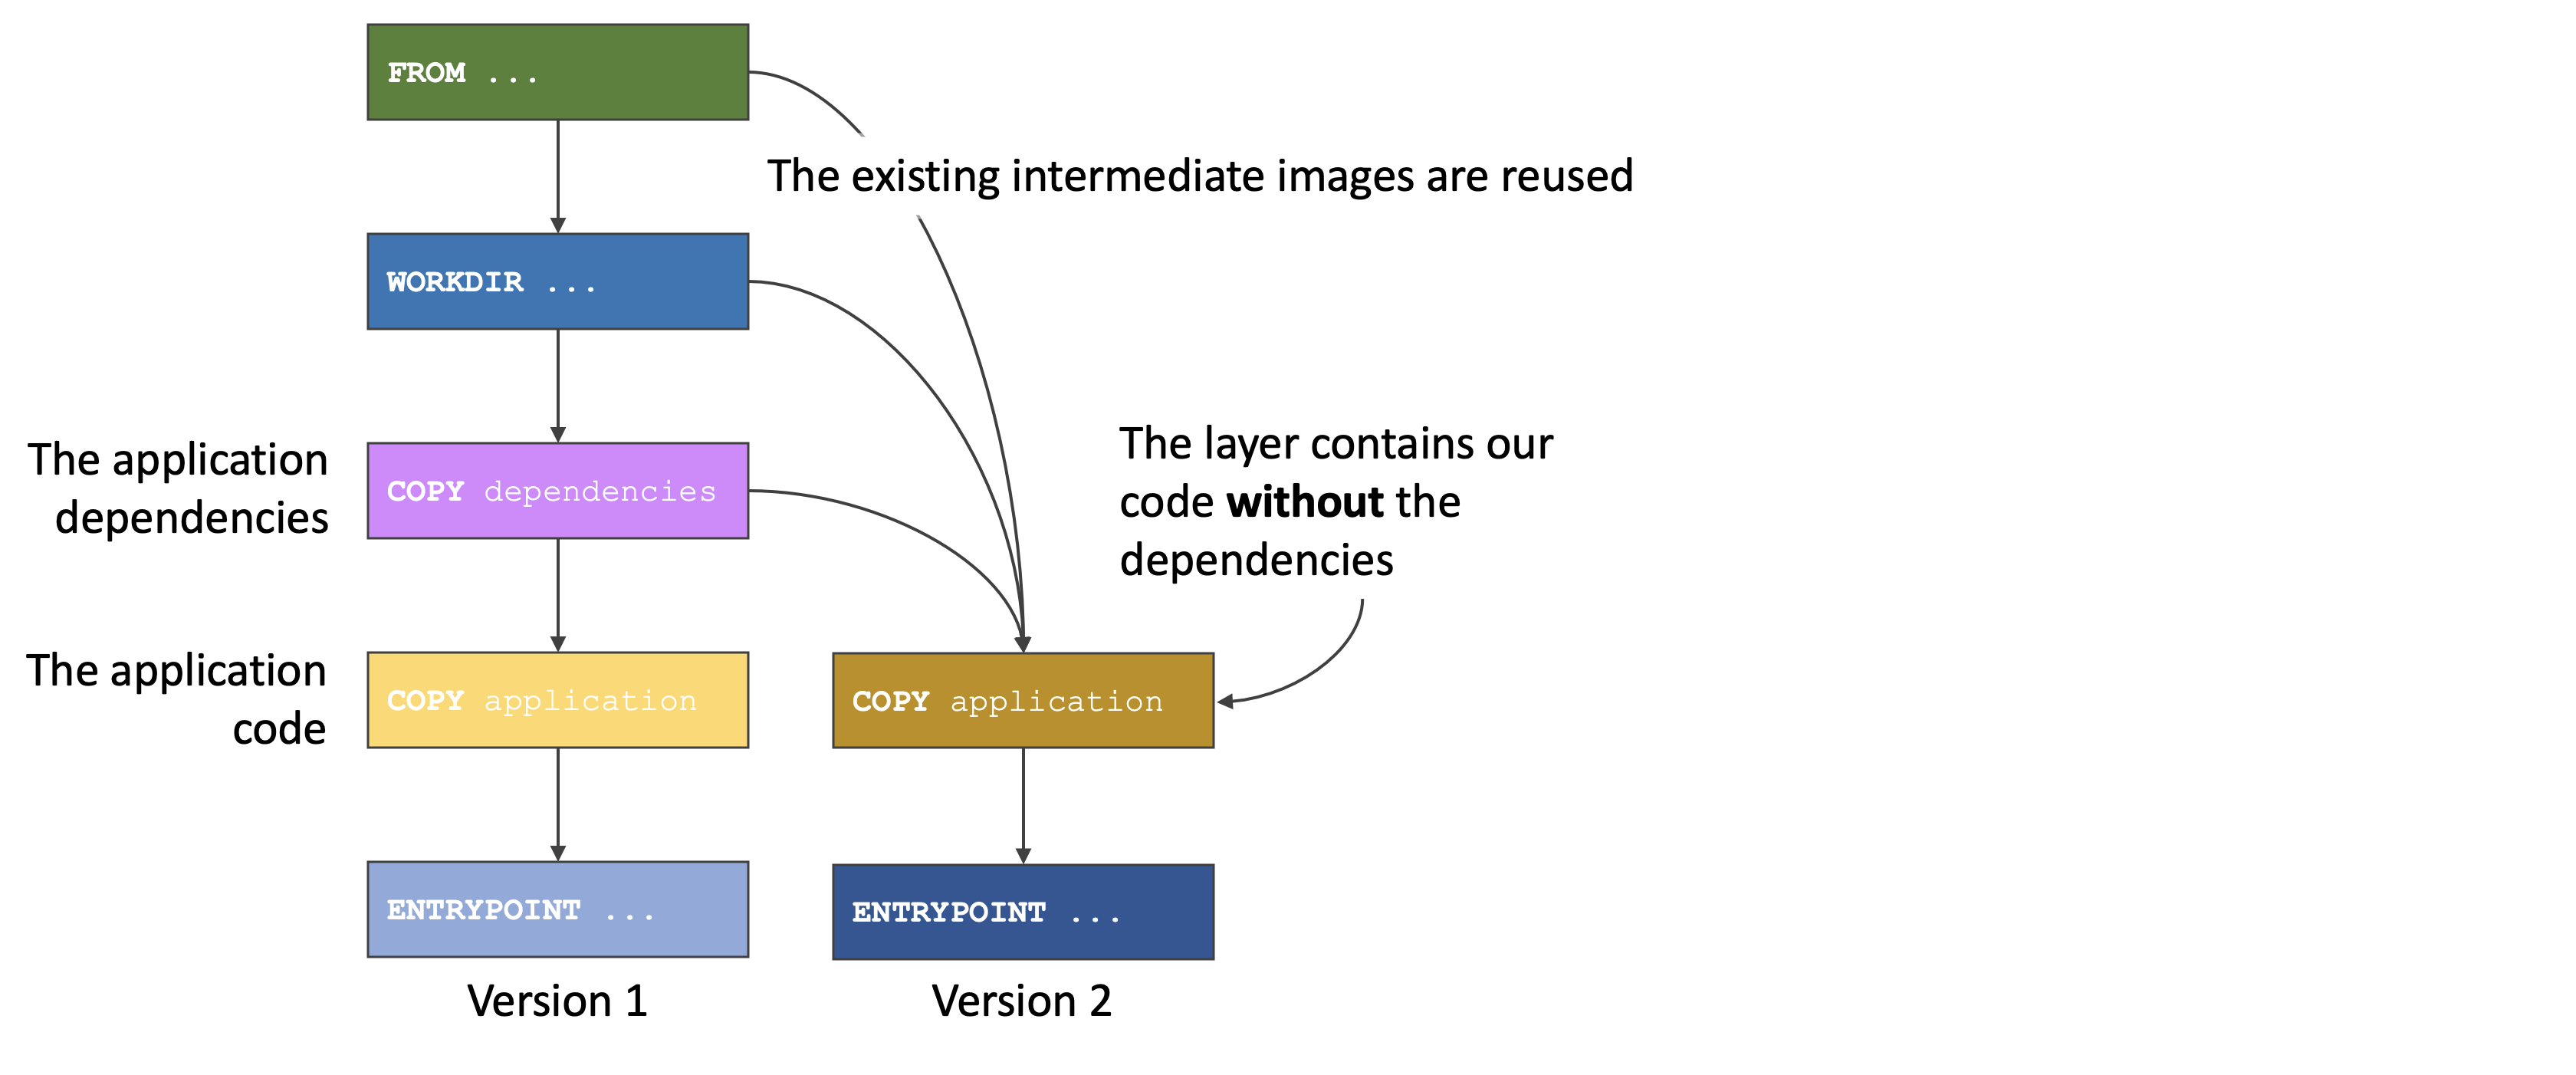 FROM ...
The existing intermediate images are reused
WORKDIR ...
The application
dependencies
COPY dependencies
The layer contains our
code without the
dependencies
The application
code
COPY application
COPY application
ENTRYPOINT ...
ENTRYPOINT ...
Version 1
Version 2